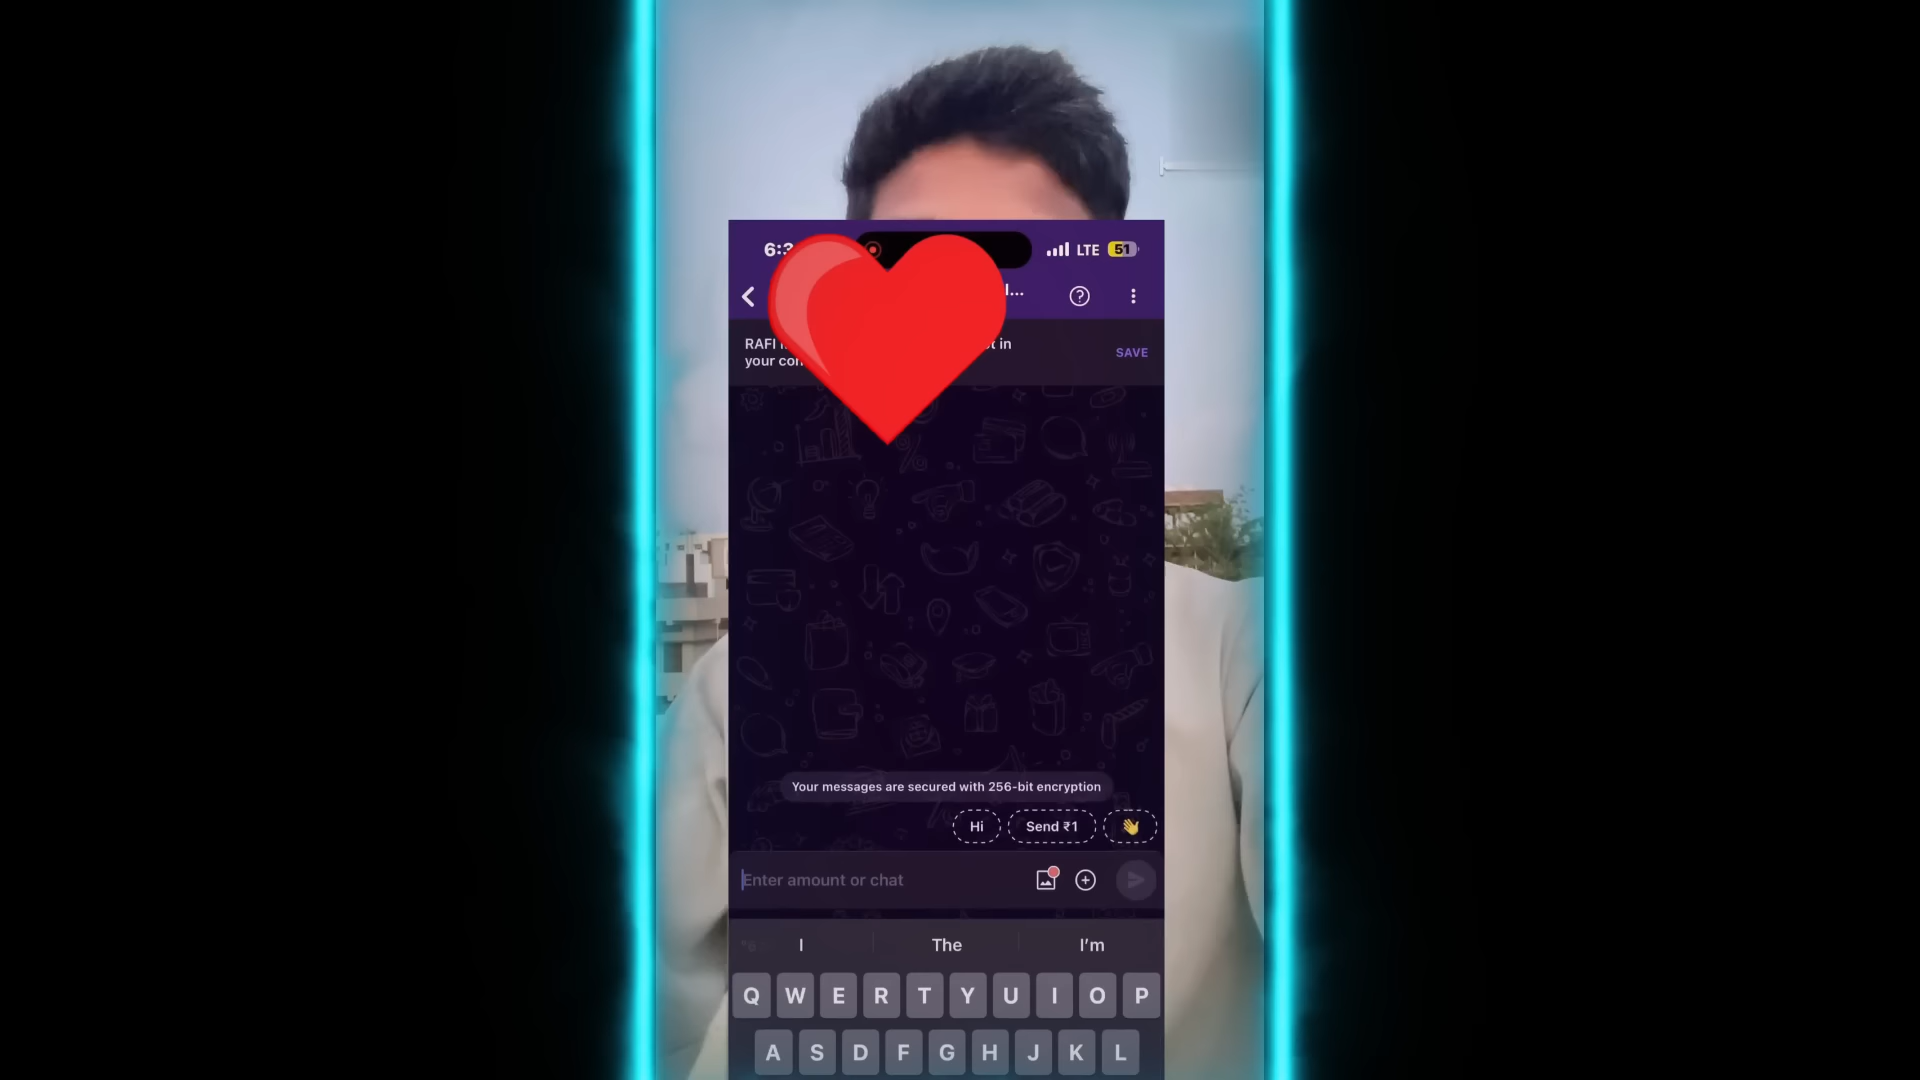 LTE 51
RAFI in
your con
SAVE
Your messages are secured with 256-bit encryption
Hi
Send ₹1
Enter amount or chat
I
The
I'm
Q W E R T Y U I O P
A S D F G H J K L